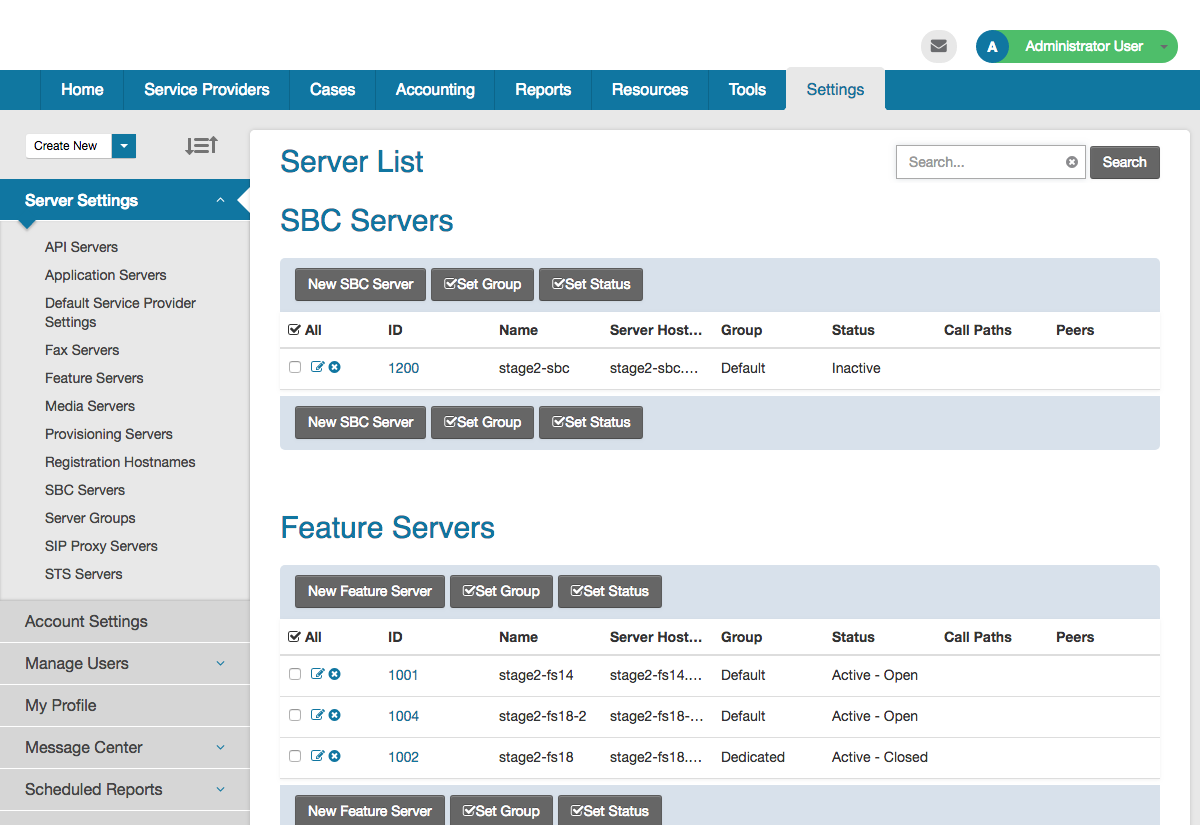 A Administrator User
Home Service Providers Cases Accounting Reports Resources Tools Settings
Create New
Server Settings
API Servers
Application Servers
Default Service Provider
Settings
Fax Servers
Feature Servers
Media Servers
Provisioning Servers
Registration Hostnames
SBC Servers
Server Groups
SIP Proxy Servers
STS Servers
Account Settings
Manage Users
My Profile
Message Center
Scheduled Reports
Server List
Search... Search
SBC Servers
New SBC Server Set Group Set Status
All ID Name Server Host... Group Status Call Paths Peers
1200 stage2-sbc stage2-sbc.... Default Inactive
New SBC Server Set Group Set Status
Feature Servers
New Feature Server Set Group Set Status
All ID Name Server Host... Group Status Call Paths Peers
1001 stage2-fs14 stage2-fs14.... Default Active - Open
1004 stage2-fs18-2 stage2-fs18-... Default Active - Open
1002 stage2-fs18 stage2-fs18.... Dedicated Active - Closed
New Feature Server Set Group Set Status